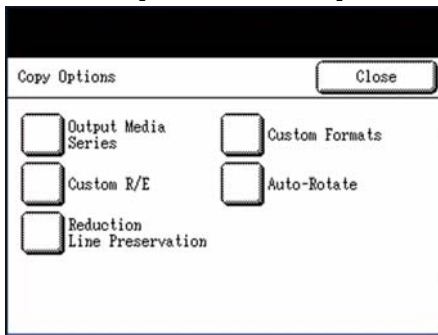 Copy Options
Close
Output Media
Series
Custom Formats
Custom R/E
Auto-Rotate
Reduction
Line Preservation